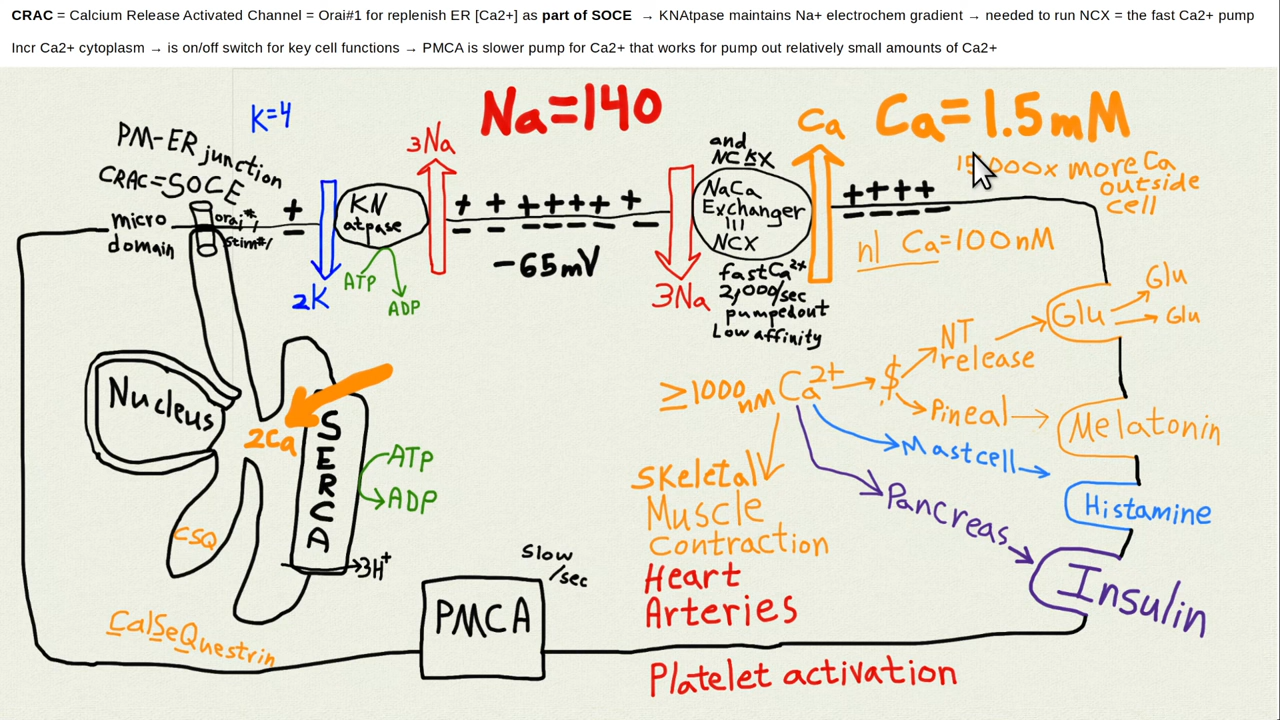 CRAC = Calcium Release Activated Channel = Orai#1 for replenish ER [Ca2+] as part of SOCE → KNAtpase maintains Na+ electrochem gradient → needed to run NCX = the fast Ca2+ pump
Incr Ca2+ cytoplasm → is on/off switch for key cell functions → PMCA is slower pump for Ca2+ that works for pump out relatively small amounts of Ca2+
K=4
Na=140
Ca
Ca=1.5mM
PM-ER junction
CRAC=SOCE
3Na
and
NCKX
15,000x more Ca
outside
cell
micro
domain
orai#1
Stim#1
+
−
KN
atpase
+ + + + + + +
− − − − − − −
NaCa
Exchanger
|||
NCX
+ + + +
− − − −
nl Ca=100nM
-65mV
2K
ATP
ADP
3Na
fastCa2+
2,000/sec
pumpedout
Low affinity
Glu
Glu
Glu
NT
release
≥1000nM Ca2+ → $
Pineal →
Melatonin
Mastcell →
Histamine
Pancreas
Insulin
Nucleus
2Ca
SERCA
ATP
ADP
3H+
CSQ
CalSeQuestrin
Slow
/sec
PMCA
Skeletal
Muscle
Contraction
Heart
Arteries
Platelet activation